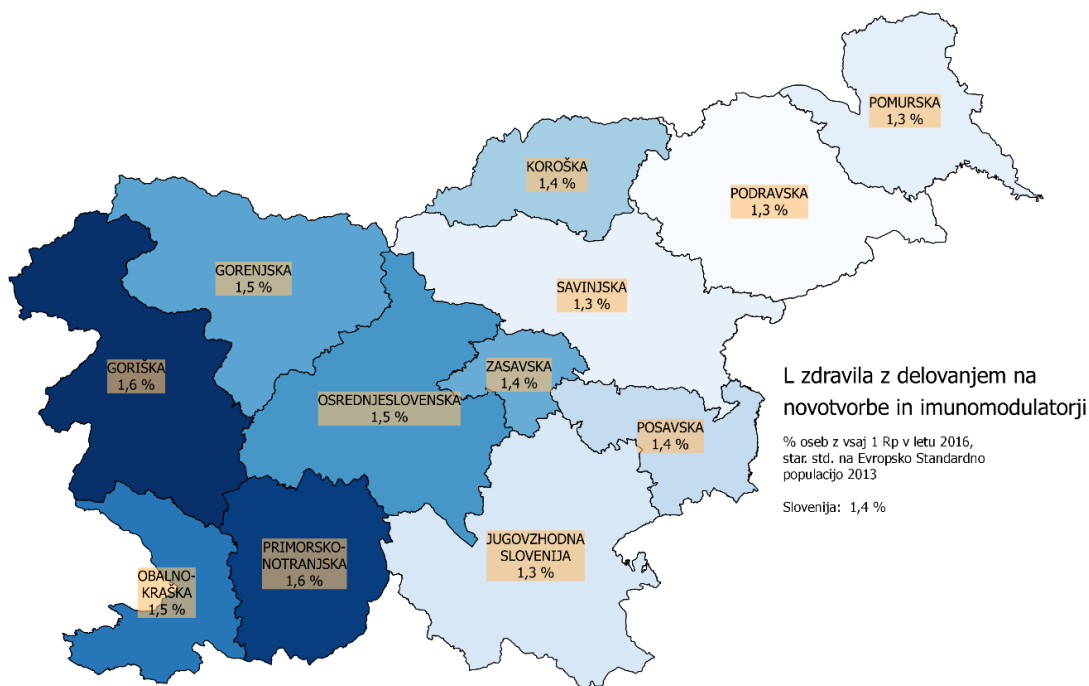 POMURSKA
1,3 %
KOROŠKA
1,4 %
PODRAVSKA
1,3 %
GORENJSKA
1,5 %
SAVINJSKA
1,3 %
GORIŠKA
1,6 %
ZASAVSKA
1,4 %
OSREDNJESLOVENSKA
1,5 %
POSAVSKA
1,4 %
L zdravila z delovanjem na
novotvorbe in imunomodulatorji
% oseb z vsaj 1 Rp v letu 2016,
star. std. na Evropsko Standardno
populacijo 2013
Slovenija: 1,4 %
PRIMORSKO-
NOTRANJSKA
1,6 %
JUGOVZHODNA
SLOVENIJA
1,3 %
OBALNO-
KRAŠKA
1,5 %